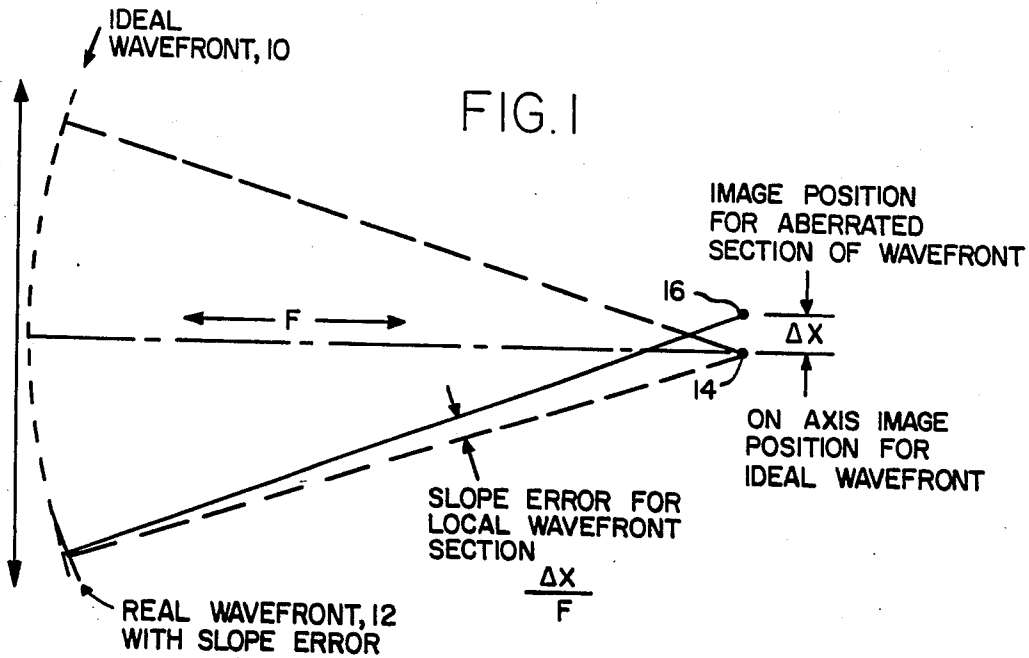 IDEAL
WAVEFRONT, 10
FIG. 1
IMAGE POSITION
FOR ABERRATED
SECTION OF WAVEFRONT
16
F
ΔX
14
ON AXIS IMAGE
POSITION FOR
IDEAL WAVEFRONT
SLOPE ERROR FOR
LOCAL WAVEFRONT
SECTION
ΔX
F
REAL WAVEFRONT, 12
WITH SLOPE ERROR